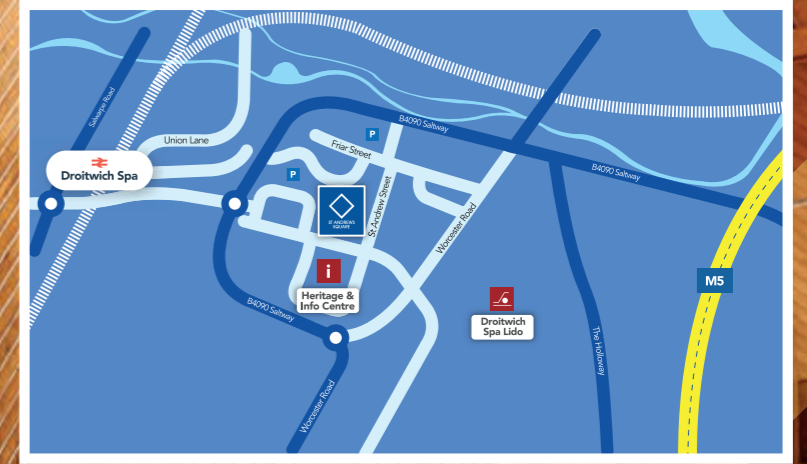 Salwarpe Road
Union Lane
Droitwich Spa
P
P
B4090 Saltway
Friar Street
St Andrew Street
ST ANDREWS
SQUARE
Worcester Road
B4090 Saltway
M5
i
Heritage &
Info Centre
B4090 Saltway
Droitwich
Spa Lido
The Holloway
Worcester Road